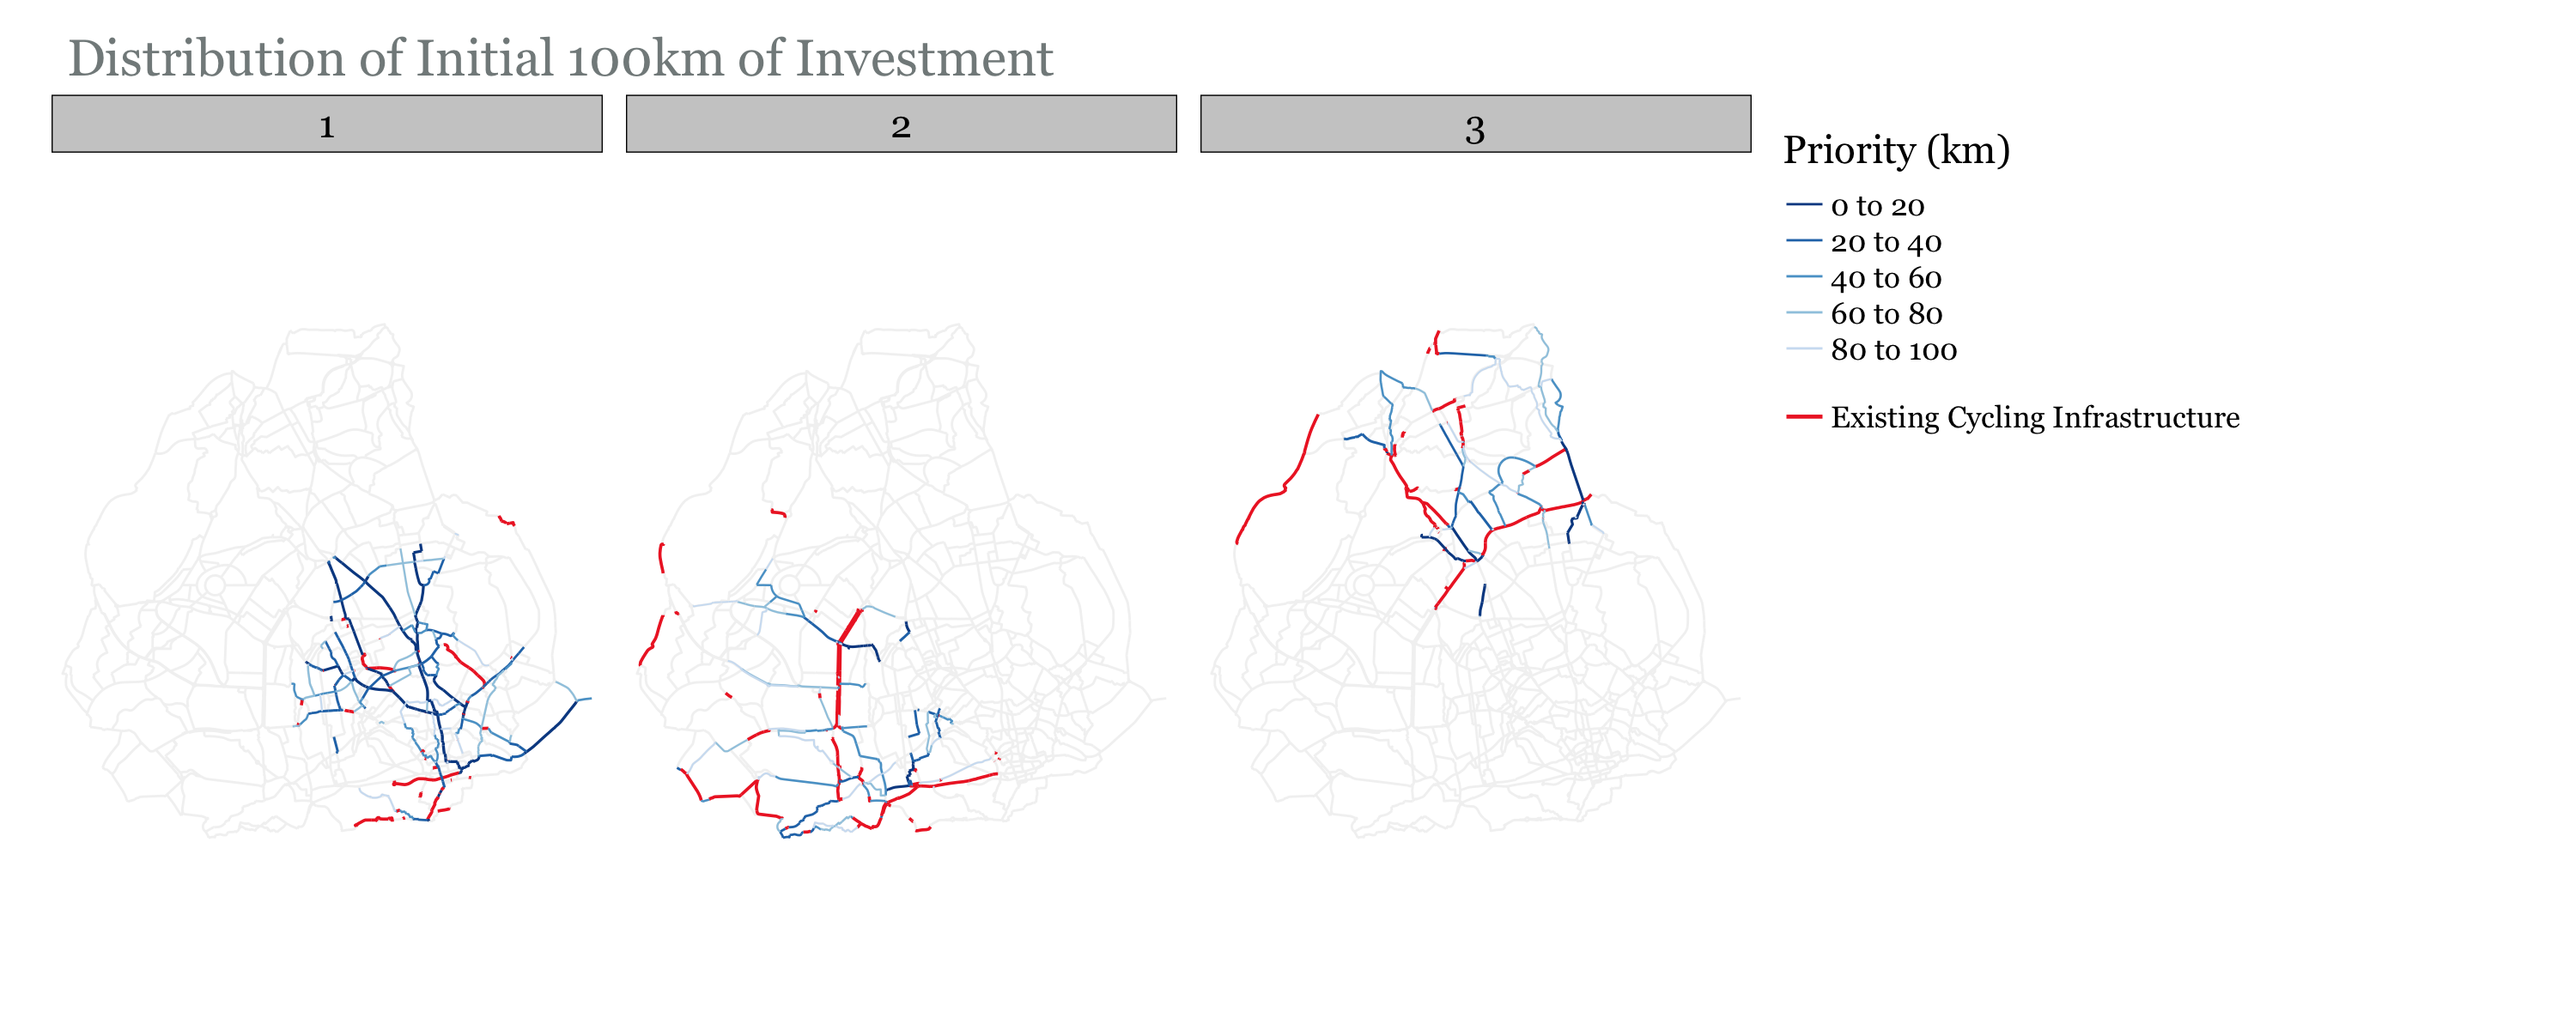 Distribution of Initial 100km of Investment
1
2
3
Priority (km)
0 to 20
20 to 40
40 to 60
60 to 80
80 to 100
Existing Cycling Infrastructure